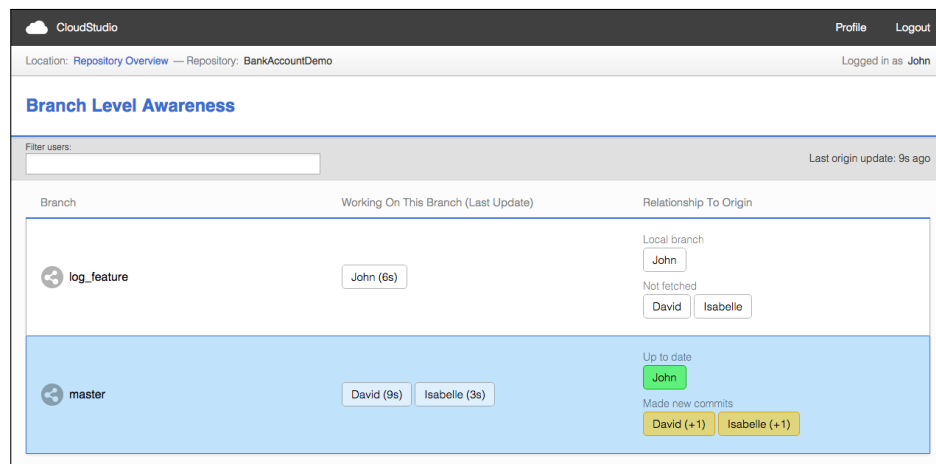 CloudStudio Profile Logout
Location: Repository Overview — Repository: BankAccountDemo Logged in as John
Branch Level Awareness
Filter users:
Last origin update: 9s ago
Branch Working On This Branch (Last Update) Relationship To Origin
Local branch
log_feature John (6s) John
Not fetched
David Isabelle
Up to date
John
master David (9s) Isabelle (3s)
Made new commits
David (+1) Isabelle (+1)